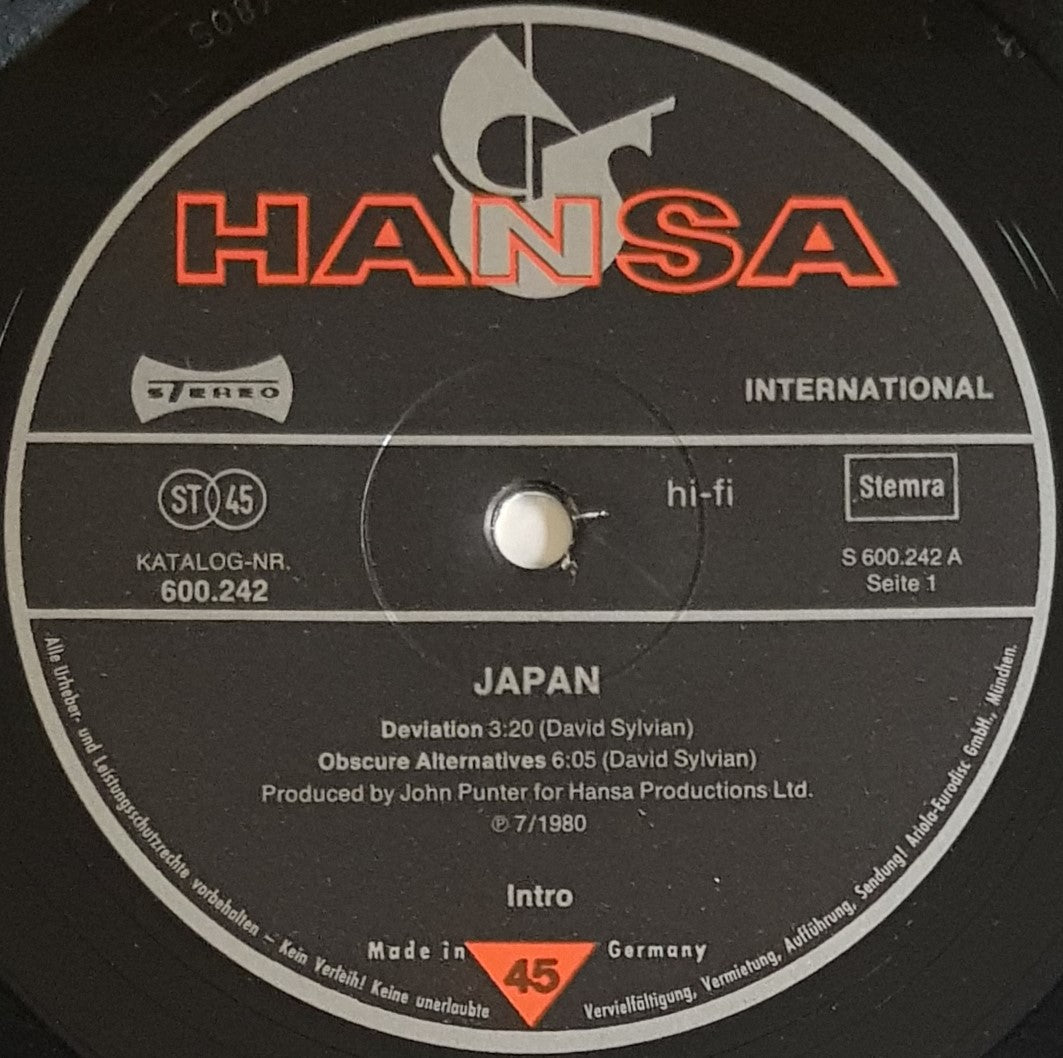 HANSA
STEREO
INTERNATIONAL
ST 45
hi-fi
Stemra
KATALOG-NR.
600.242
S 600.242 A
Seite 1
JAPAN
Deviation 3:20 (David Sylvian)
Obscure Alternatives 6:05 (David Sylvian)
Produced by John Punter for Hansa Productions Ltd.
℗ 7/1980
Intro
Made in Germany
45
Alle Urheber- und Leistungsschutzrechte vorbehalten – Kein Verleih! Keine unerlaubte Vervielfältigung, Vermietung, Aufführung, Sendung! Ariola-Eurodisc GmbH., München.